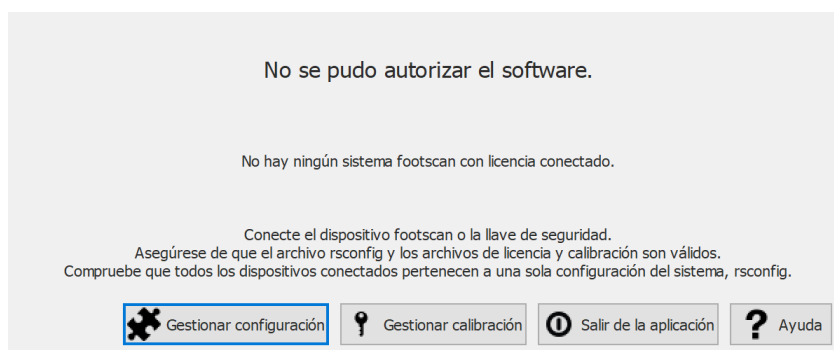 No se pudo autorizar el software.
No hay ningún sistema footscan con licencia conectado.
Conecte el dispositivo footscan o la llave de seguridad.
Asegúrese de que el archivo rsconfig y los archivos de licencia y calibración son válidos.
Compruebe que todos los dispositivos conectados pertenecen a una sola configuración del sistema, rsconfig.
Gestionar configuración Gestionar calibración Salir de la aplicación Ayuda